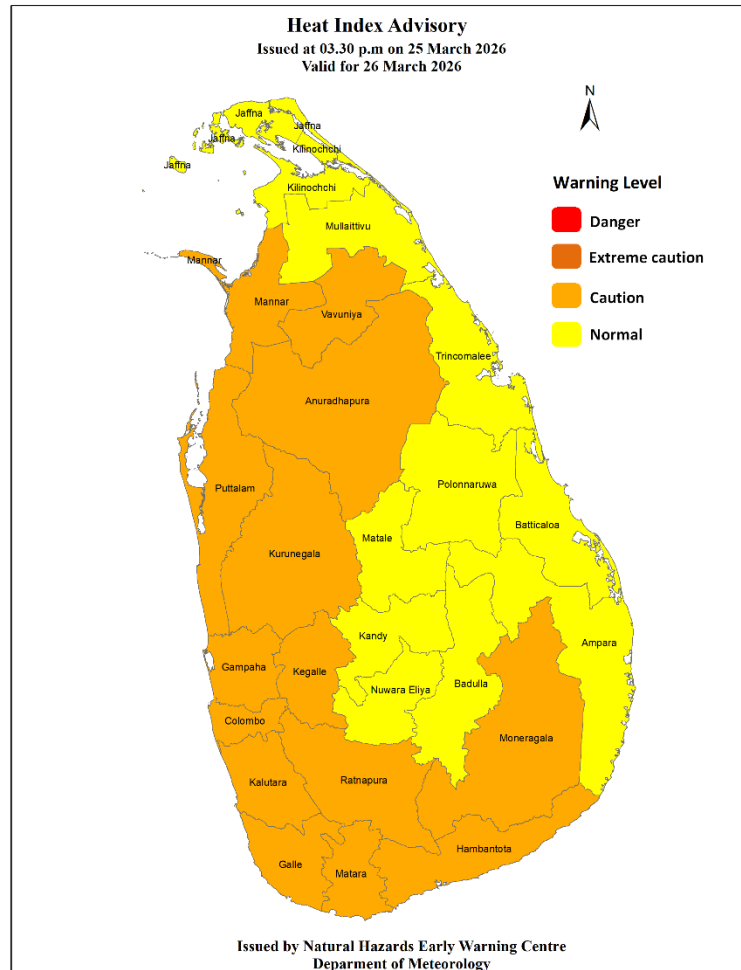 Heat Index Advisory
Issued at 03.30 p.m on 25 March 2026
Valid for 26 March 2026
N
Warning Level
Danger
Extreme caution
Caution
Normal
Jaffna
Jaffna
Jaffna
Jaffna
Kilinochchi
Kilinochchi
Mullaittivu
Mannar
Mannar
Vavuniya
Trincomalee
Anuradhapura
Polonnaruwa
Puttalam
Batticaloa
Matale
Kurunegala
Kandy
Ampara
Gampaha
Kegalle
Nuwara Eliya
Badulla
Colombo
Moneragala
Kalutara
Ratnapura
Hambantota
Galle
Matara
Issued by Natural Hazards Early Warning Centre
Deparment of Meteorology